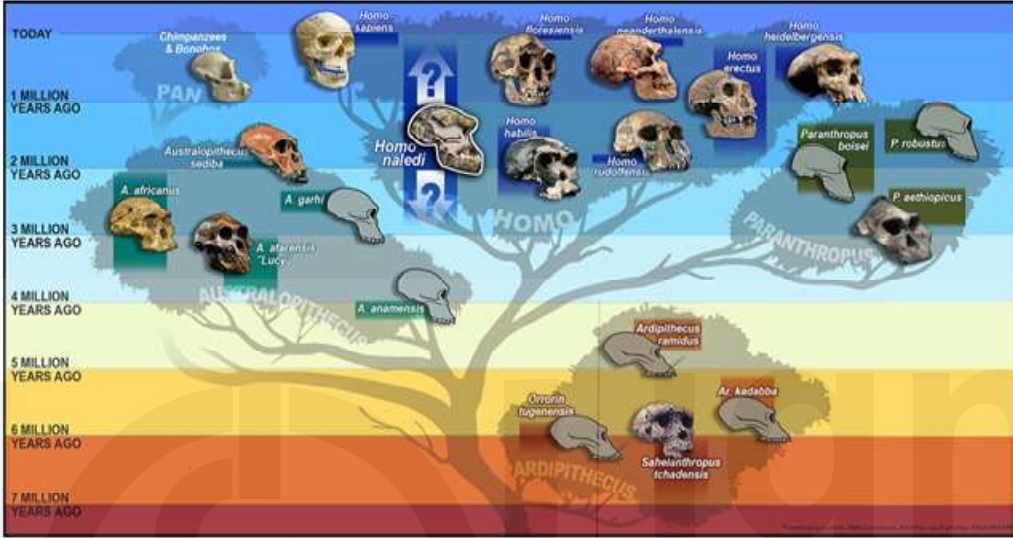 TODAY
Chimpanzees
& Bonobos
Homo
sapiens
Homo
floresiensis
Homo
neanderthalensis
Homo
heidelbergensis
Homo
erectus
PAN
1 MILLION
YEARS AGO
Homo
naledi
Homo
habilis
Homo
rudolfensis
Paranthropus
boisei
P. robustus
Australopithecus
sediba
2 MILLION
YEARS AGO
A. africanus
A. garhi
P. aethiopicus
?
?
HOMO
PARANTHROPUS
3 MILLION
YEARS AGO
A. afarensis
"Lucy"
AUSTRALOPITHECUS
A. anamensis
4 MILLION
YEARS AGO
Ardipithecus
ramidus
5 MILLION
YEARS AGO
Orrorin
tugenensis
Ar. kadabba
6 MILLION
YEARS AGO
Sahelanthropus
tchadensis
ARDIPITHECUS
7 MILLION
YEARS AGO